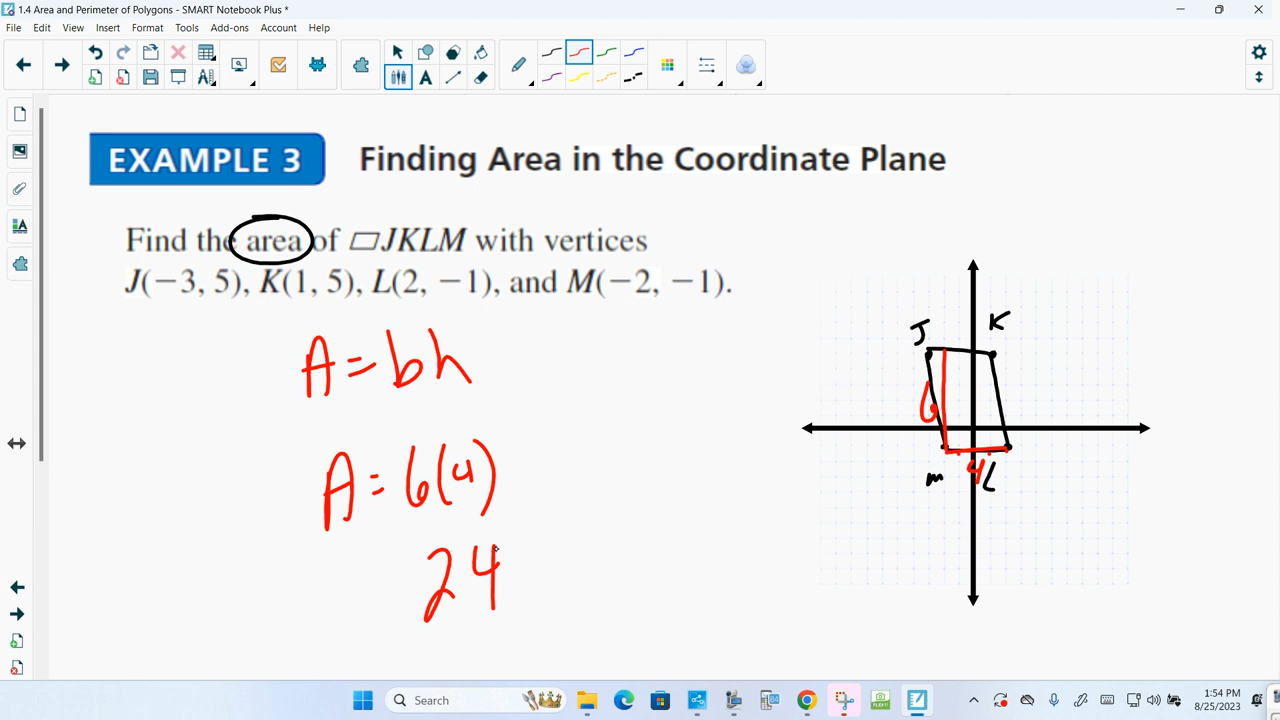 1.4 Area and Perimeter of Polygons - SMART Notebook Plus *
File Edit View Insert Format Tools Add-ons Account Help
EXAMPLE 3 Finding Area in the Coordinate Plane
Find the area of ▱JKLM with vertices
J(−3, 5), K(1, 5), L(2, −1), and M(−2, −1).
A = bh
A = 6(4)
24
J K
6
4
m L
Search
1:54 PM
8/25/2023